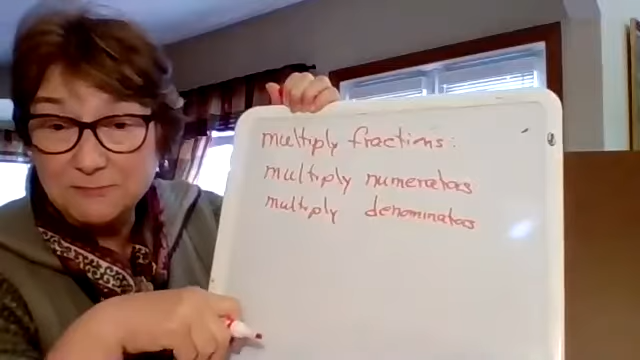 multiply fractions:
multiply numerators
multiply denominators